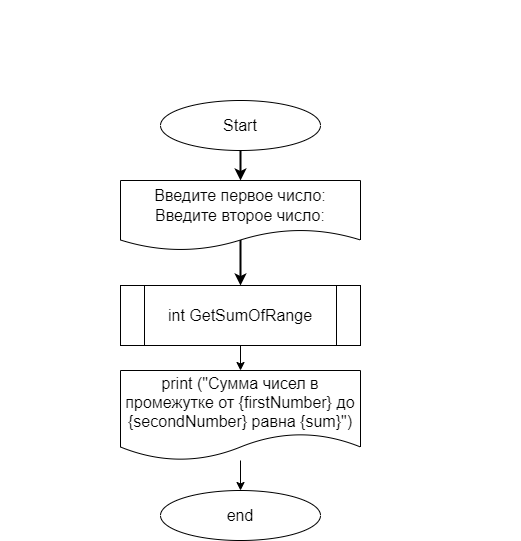 Start
Введите первое число:
Введите второе число:
int GetSumOfRange
print ("Сумма чисел в
промежутке от {firstNumber} до
{secondNumber} равна {sum}")
end